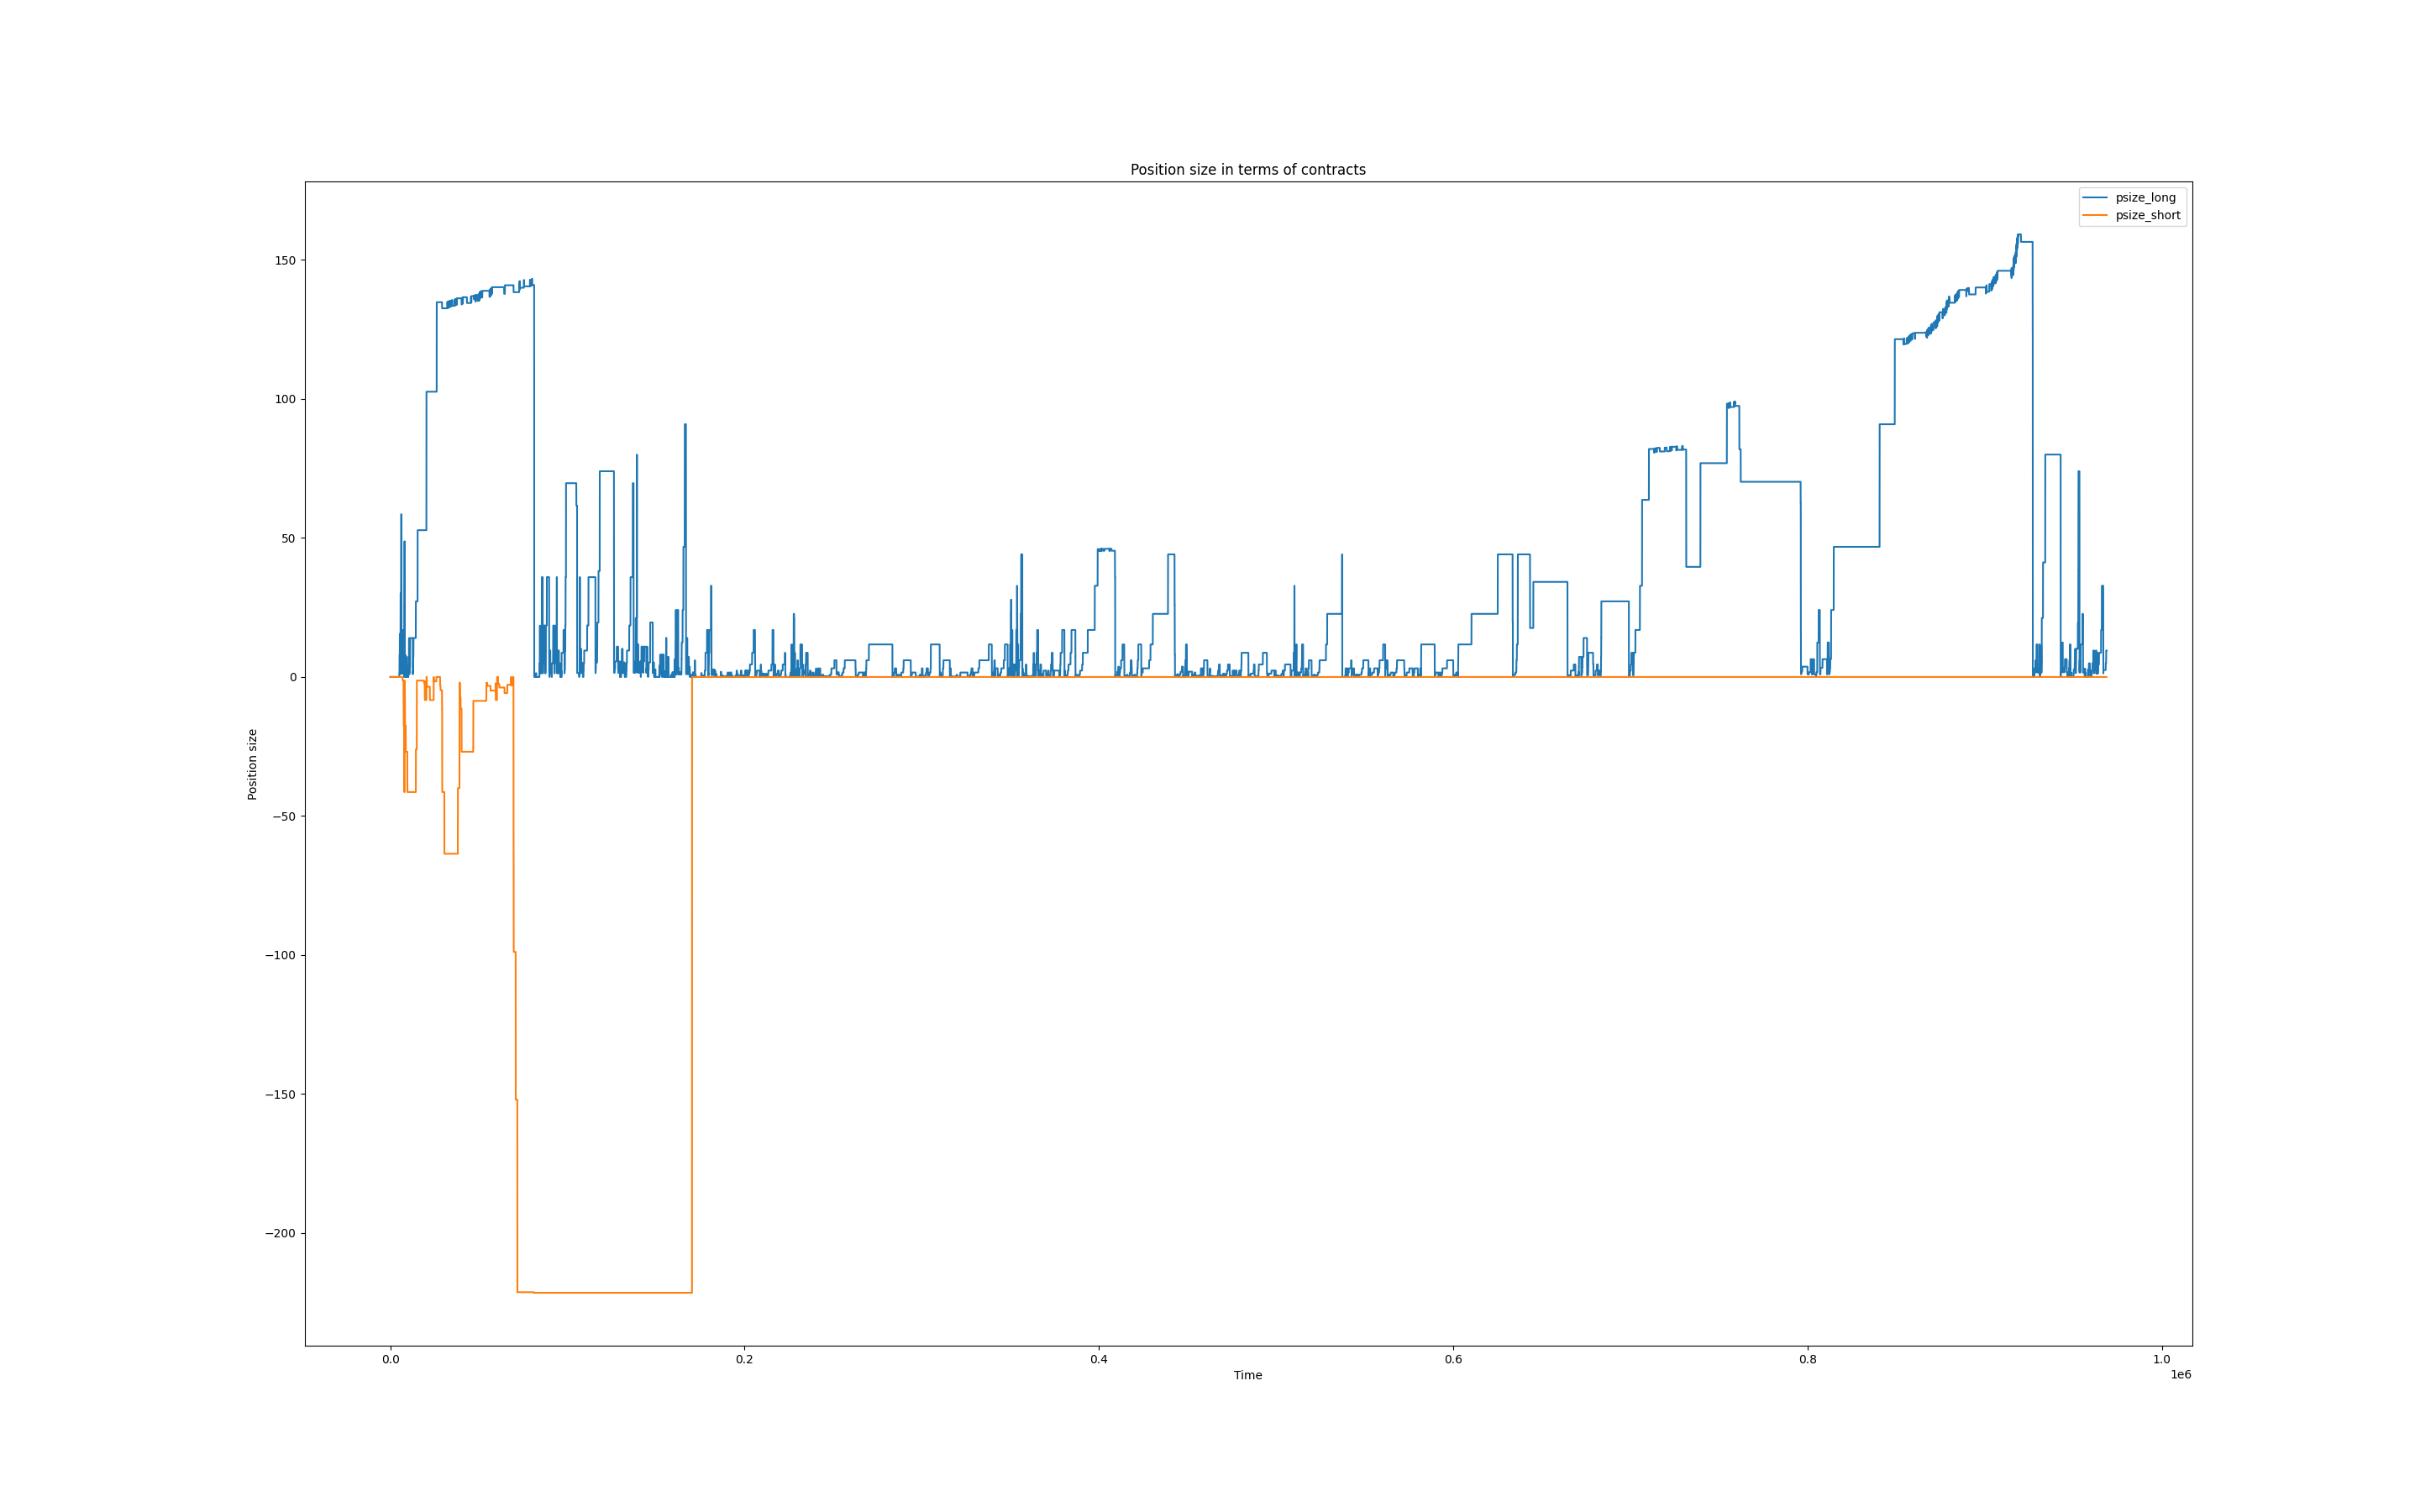 Position size in terms of contracts
psize_long
psize_short
150
100
50
0
−50
−100
−150
−200
Position size
0.0
0.2
0.4
0.6
0.8
1.0
Time
1e6